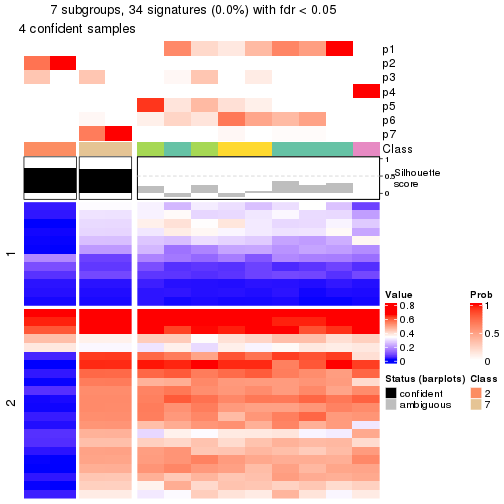 7 subgroups, 34 signatures (0.0%) with fdr < 0.05
4 confident samples
p1
p2
p3
p4
p5
p6
p7
Class
1
0.5
0
Silhouette
score
1
2
Value
0.8
0.6
0.4
0.2
0
Prob
1
0.5
0
Status (barplots)
confident
ambiguous
Class
2
7